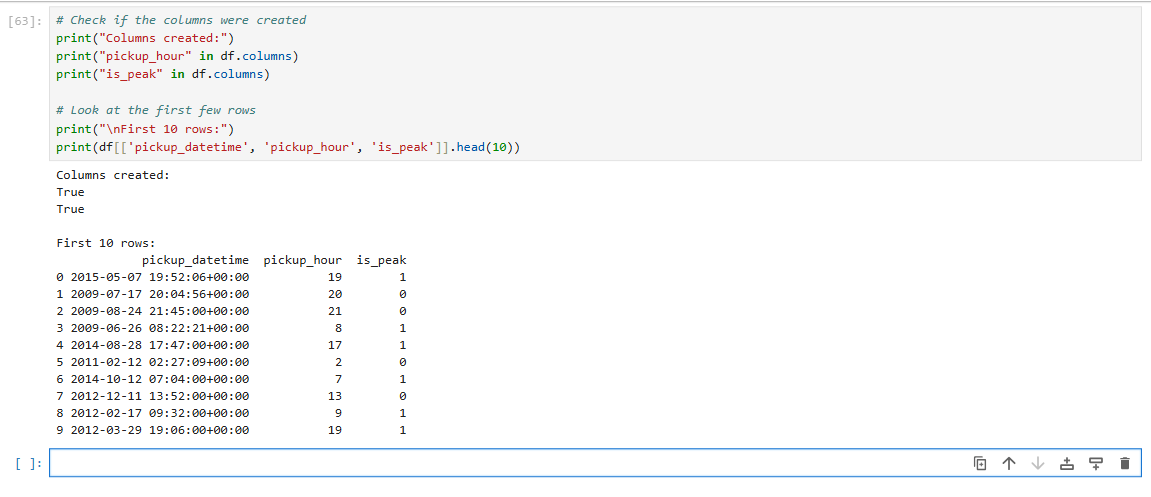 [63]:
# Check if the columns were created
print("Columns created:")
print("pickup_hour" in df.columns)
print("is_peak" in df.columns)

# Look at the first few rows
print("\nFirst 10 rows:")
print(df[['pickup_datetime', 'pickup_hour', 'is_peak']].head(10))
Columns created:
True
True

First 10 rows:
            pickup_datetime  pickup_hour  is_peak
0 2015-05-07 19:52:06+00:00           19        1
1 2009-07-17 20:04:56+00:00           20        0
2 2009-08-24 21:45:00+00:00           21        0
3 2009-06-26 08:22:21+00:00            8        1
4 2014-08-28 17:47:00+00:00           17        1
5 2011-02-12 02:27:09+00:00            2        0
6 2014-10-12 07:04:00+00:00            7        1
7 2012-12-11 13:52:00+00:00           13        0
8 2012-02-17 09:32:00+00:00            9        1
9 2012-03-29 19:06:00+00:00           19        1
[ ]: